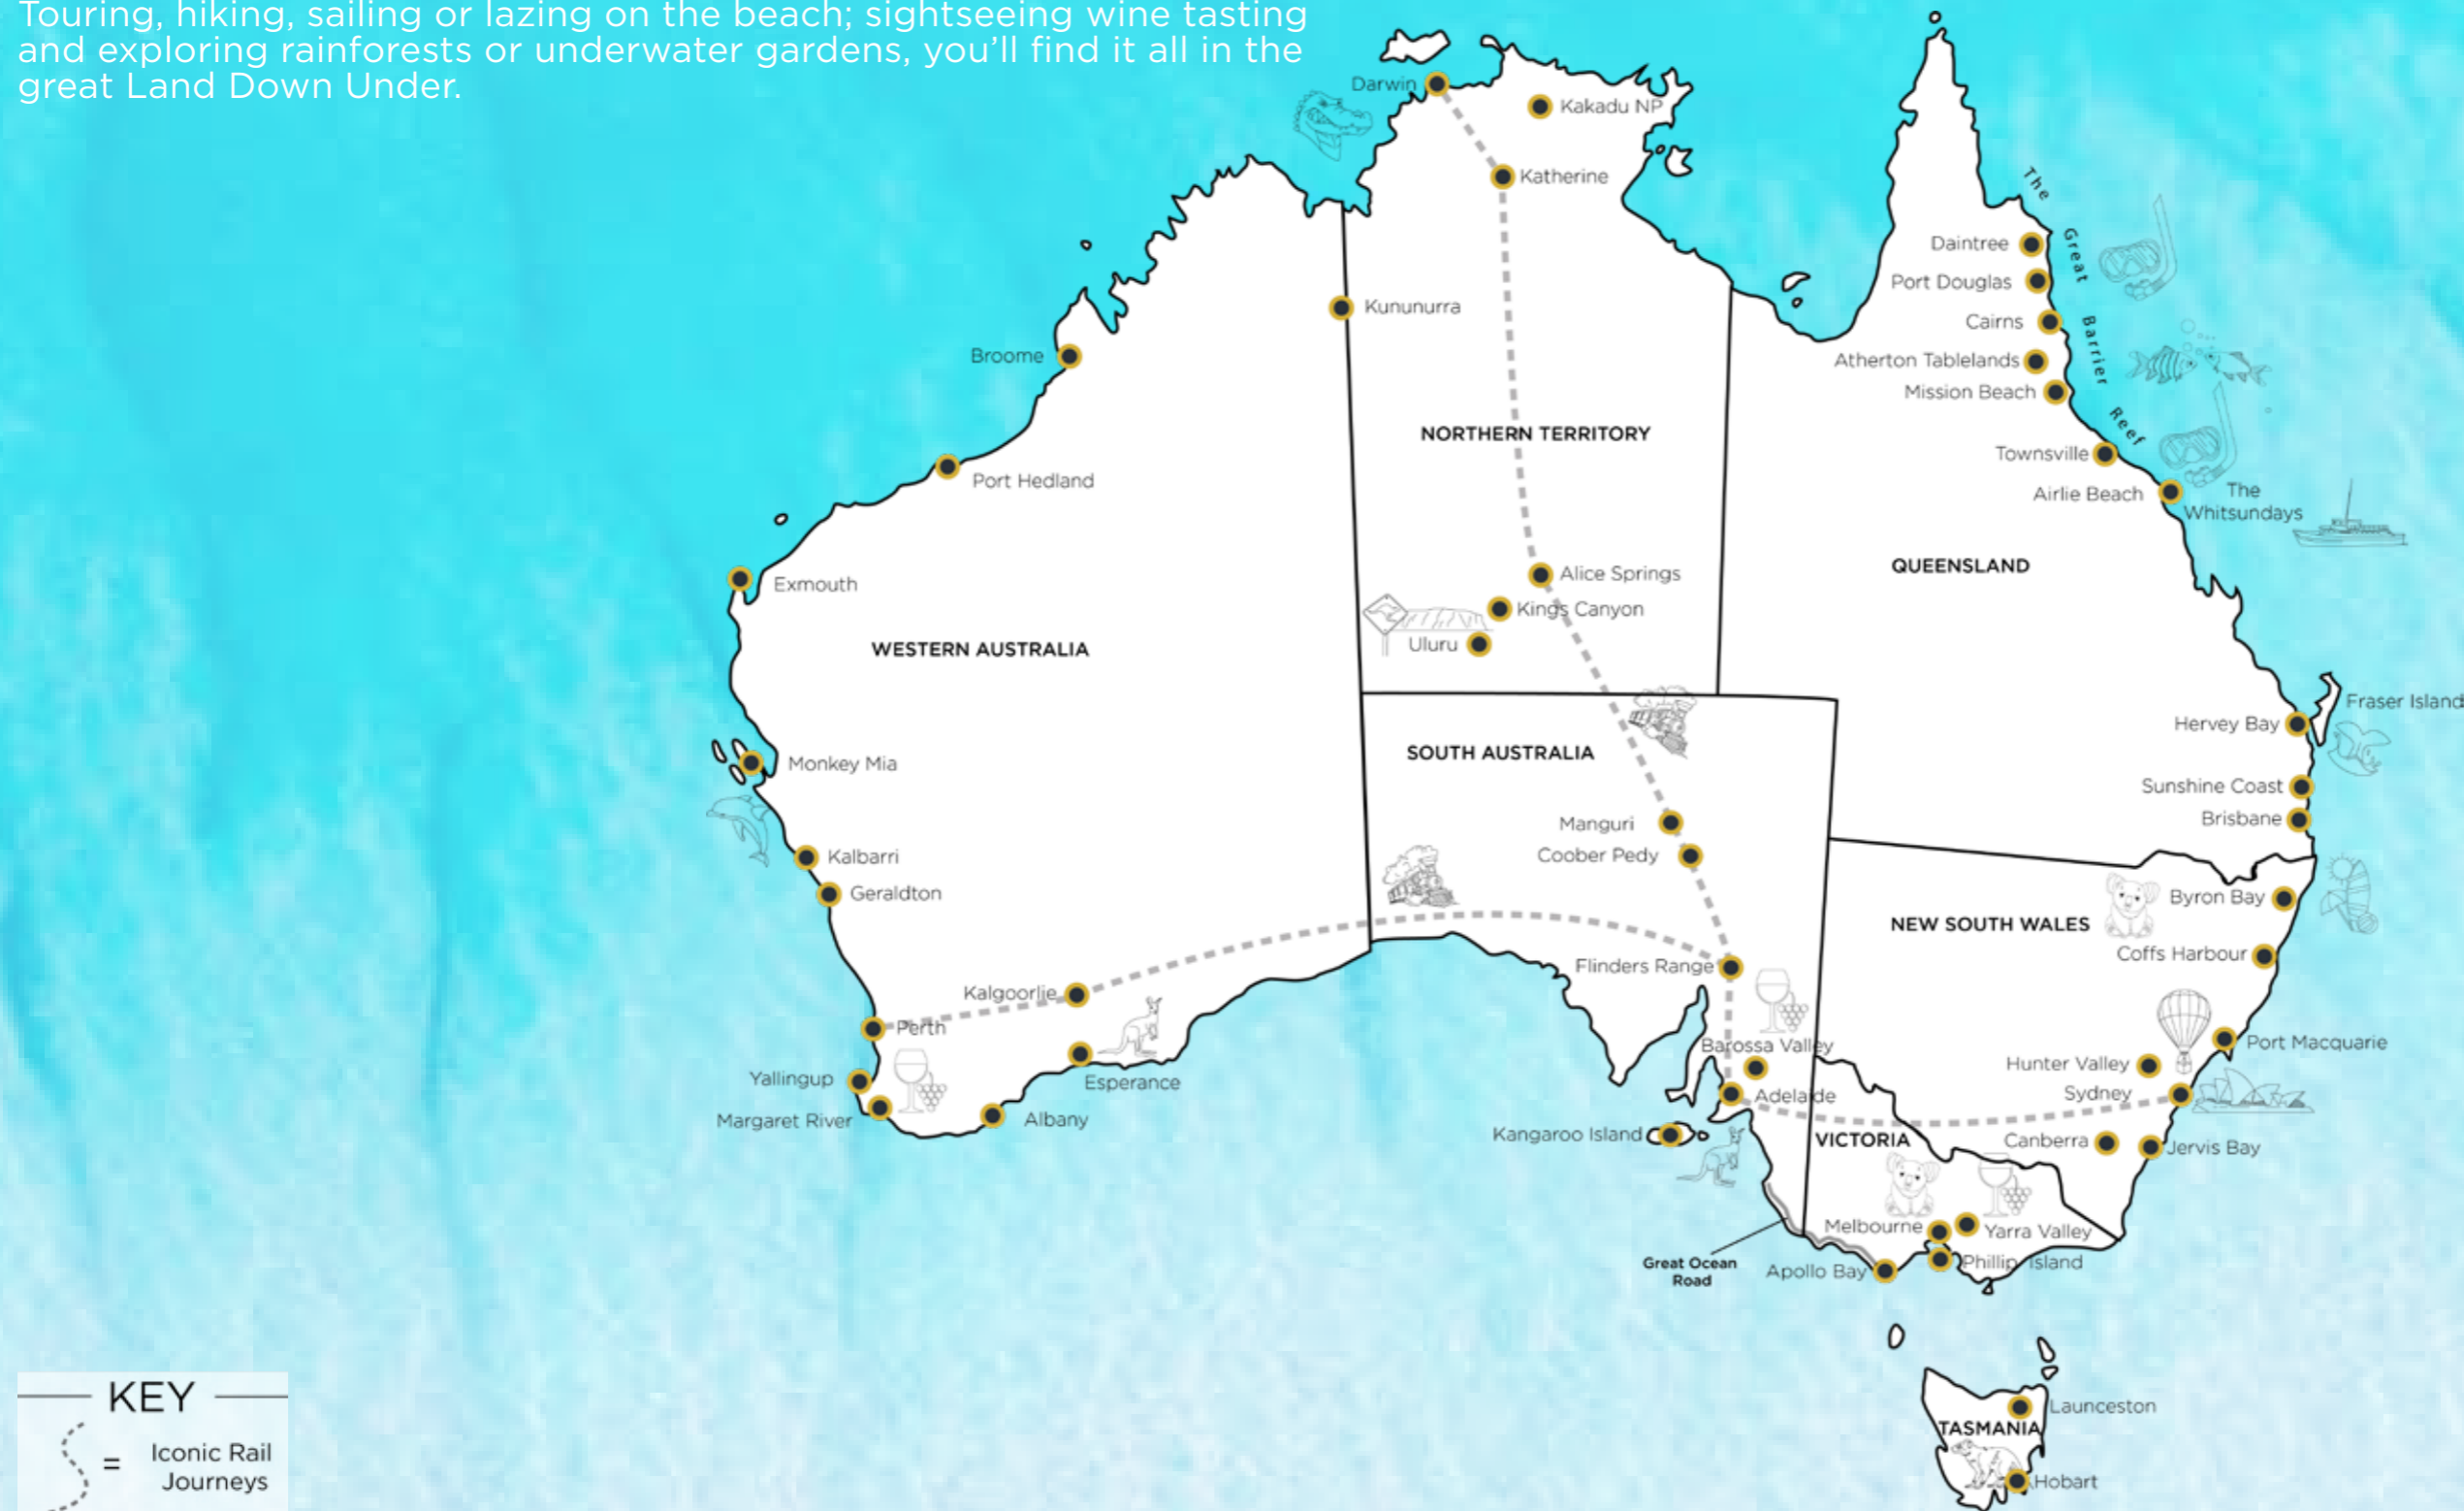 Touring, hiking, sailing or lazing on the beach; sightseeing wine tasting
and exploring rainforests or underwater gardens, you'll find it all in the
great Land Down Under.
Darwin
Kakadu NP
Katherine
The Great Barrier Reef
Daintree
Port Douglas
Kununurra
Cairns
Broome
Atherton Tablelands
Mission Beach
NORTHERN TERRITORY
Townsville
Port Hedland
Airlie Beach
The
Whitsundays
QUEENSLAND
Alice Springs
Exmouth
Kings Canyon
Uluru
WESTERN AUSTRALIA
Fraser Island
Hervey Bay
SOUTH AUSTRALIA
Monkey Mia
Sunshine Coast
Brisbane
Manguri
Coober Pedy
Kalbarri
Geraldton
Byron Bay
NEW SOUTH WALES
Coffs Harbour
Flinders Range
Kalgoorlie
Perth
Port Macquarie
Barossa Valley
Hunter Valley
Yallingup
Esperance
Sydney
Adelaide
Margaret River
Albany
Kangaroo Island
VICTORIA
Canberra
Jervis Bay
Melbourne
Yarra Valley
Great Ocean
Road
Apollo Bay
Phillip Island
KEY
=
Iconic Rail
Journeys
Launceston
TASMANIA
Hobart